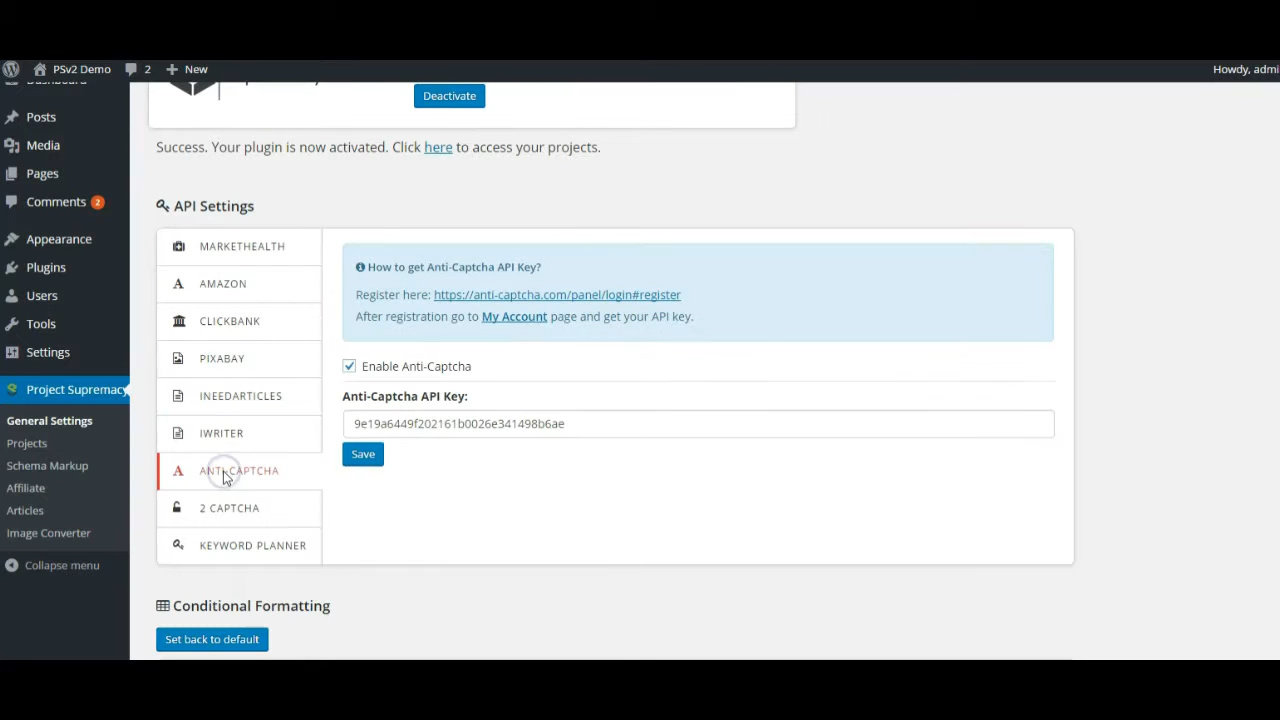 PSv2 Demo
2
New
Howdy, admi
Posts
Media
Pages
Comments 2
Appearance
Plugins
Users
Tools
Settings
Project Supremacy
General Settings
Projects
Schema Markup
Affiliate
Articles
Image Converter
Collapse menu
Deactivate
Success. Your plugin is now activated. Click here to access your projects.
API Settings
MARKETHEALTH
AMAZON
CLICKBANK
PIXABAY
INEEDARTICLES
IWRITER
ANTI-CAPTCHA
2 CAPTCHA
KEYWORD PLANNER
How to get Anti-Captcha API Key?
Register here: https://anti-captcha.com/panel/login#register
After registration go to My Account page and get your API key.
Enable Anti-Captcha
Anti-Captcha API Key:
9e19a6449f202161b0026e341498b6ae
Save
Conditional Formatting
Set back to default